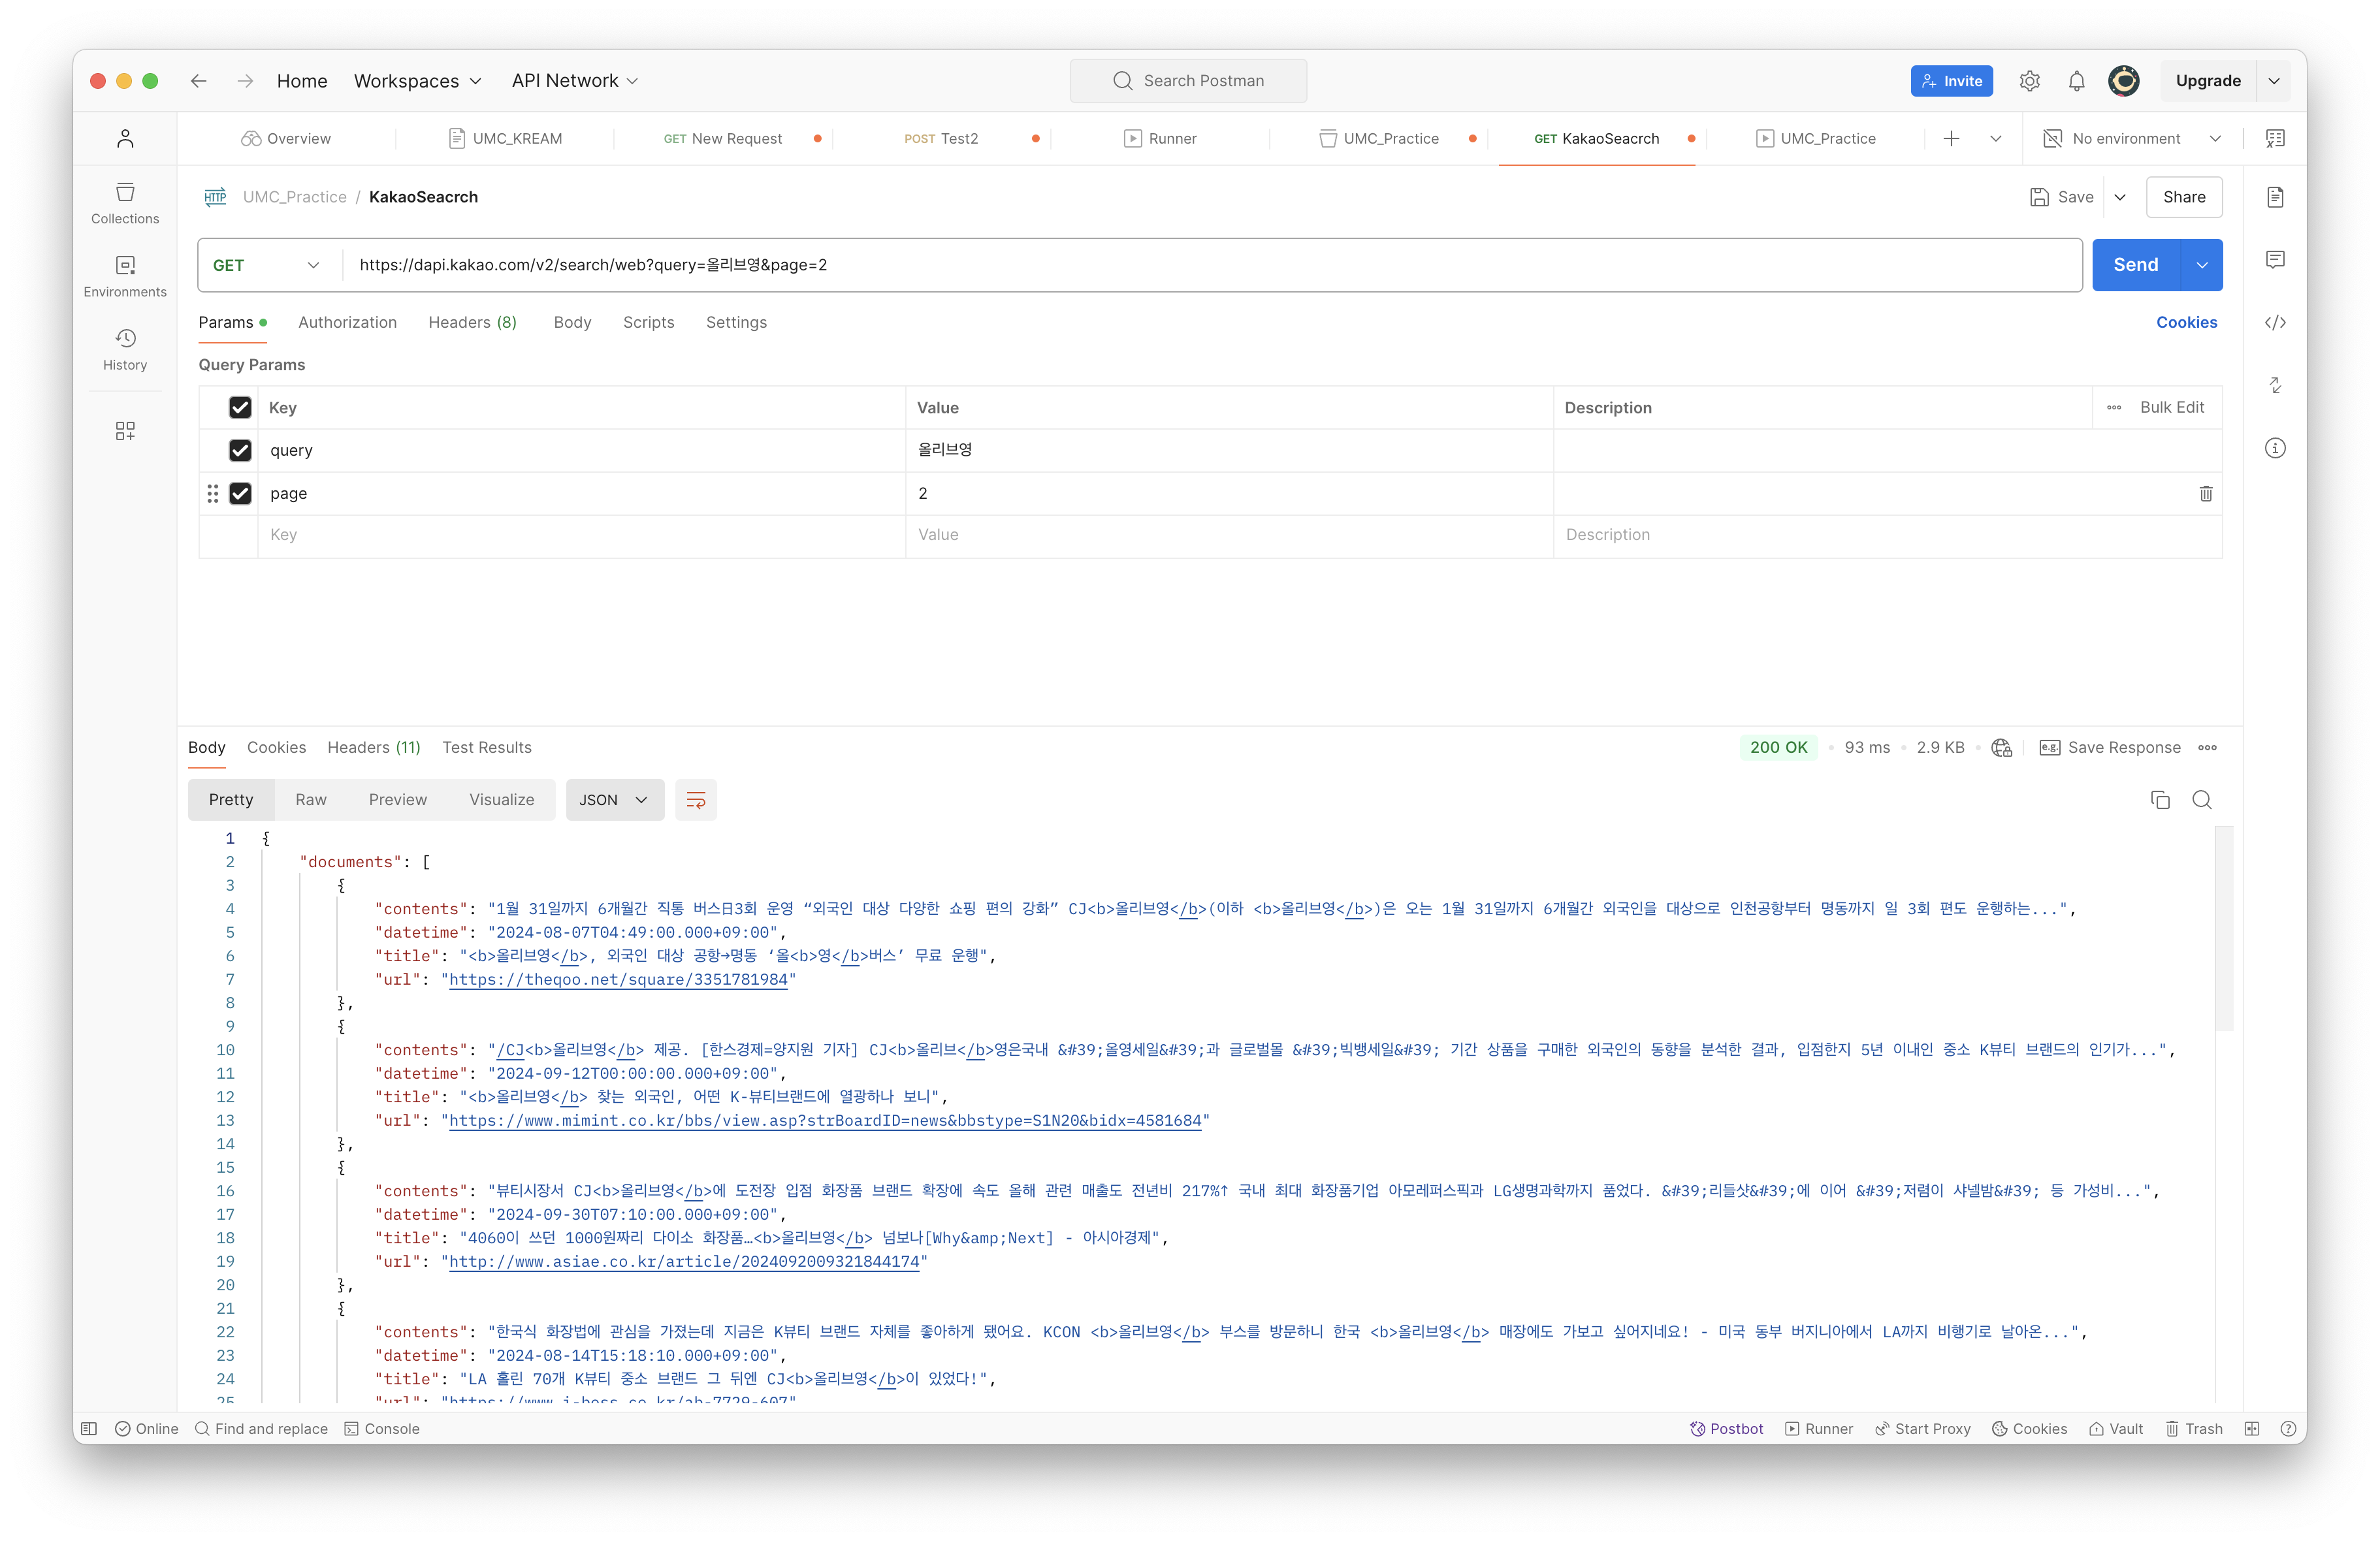 Home Workspaces API Network Search Postman Invite Upgrade
Overview UMC_KREAM GET New Request POST Test2 Runner UMC_Practice GET KakaoSeacrch UMC_Practice No environment
HTTP UMC_Practice / KakaoSeacrch Save Share
Collections
GET https://dapi.kakao.com/v2/search/web?query=올리브영&page=2 Send
Environments
Params Authorization Headers (8) Body Scripts Settings Cookies
History
Query Params
Key Value Description Bulk Edit
query 올리브영
page 2
Key Value Description
Body Cookies Headers (11) Test Results 200 OK 93 ms 2.9 KB e.g. Save Response
Pretty Raw Preview Visualize JSON
1 {
2 "documents": [
3 {
4 "contents": "1월 31일까지 6개월간 직통 버스日3회 운영 “외국인 대상 다양한 쇼핑 편의 강화” CJ<b>올리브영</b>(이하 <b>올리브영</b>)은 오는 1월 31일까지 6개월간 외국인을 대상으로 인천공항부터 명동까지 일 3회 편도 운행하는...",
5 "datetime": "2024-08-07T04:49:00.000+09:00",
6 "title": "<b>올리브영</b>, 외국인 대상 공항→명동 ‘올<b>영</b>버스’ 무료 운행",
7 "url": "https://theqoo.net/square/3351781984"
8 },
9 {
10 "contents": "/CJ<b>올리브영</b> 제공. [한스경제=양지원 기자] CJ<b>올리브</b>영은국내 &#39;올영세일&#39;과 글로벌몰 &#39;빅뱅세일&#39; 기간 상품을 구매한 외국인의 동향을 분석한 결과, 입점한지 5년 이내인 중소 K뷰티 브랜드의 인기가...",
11 "datetime": "2024-09-12T00:00:00.000+09:00",
12 "title": "<b>올리브영</b> 찾는 외국인, 어떤 K-뷰티브랜드에 열광하나 보니",
13 "url": "https://www.mimint.co.kr/bbs/view.asp?strBoardID=news&bbstype=S1N20&bidx=4581684"
14 },
15 {
16 "contents": "뷰티시장서 CJ<b>올리브영</b>에 도전장 입점 화장품 브랜드 확장에 속도 올해 관련 매출도 전년비 217%↑ 국내 최대 화장품기업 아모레퍼스픽과 LG생명과학까지 품었다. &#39;리들샷&#39;에 이어 &#39;저렴이 샤넬밤&#39; 등 가성비...",
17 "datetime": "2024-09-30T07:10:00.000+09:00",
18 "title": "4060이 쓰던 1000원짜리 다이소 화장품…<b>올리브영</b> 넘보나[Why&amp;Next] - 아시아경제",
19 "url": "http://www.asiae.co.kr/article/2024092009321844174"
20 },
21 {
22 "contents": "한국식 화장법에 관심을 가졌는데 지금은 K뷰티 브랜드 자체를 좋아하게 됐어요. KCON <b>올리브영</b> 부스를 방문하니 한국 <b>올리브영</b> 매장에도 가보고 싶어지네요! - 미국 동부 버지니아에서 LA까지 비행기로 날아온...",
23 "datetime": "2024-08-14T15:18:10.000+09:00",
24 "title": "LA 홀린 70개 K뷰티 중소 브랜드 그 뒤엔 CJ<b>올리브영</b>이 있었다!",
25 "url": "https://www.i-boss.co.kr/ab-7729-607"
Online Find and replace Console Postbot Runner Start Proxy Cookies Vault Trash